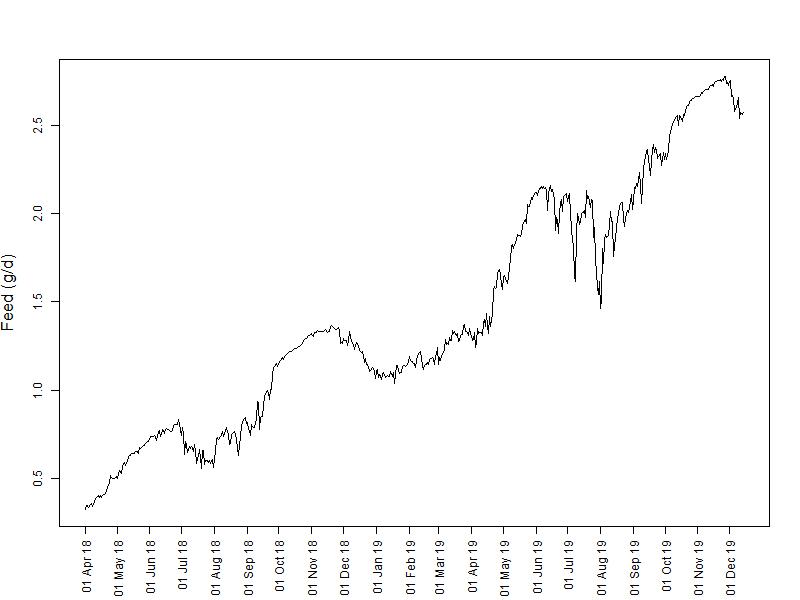 Feed (g/d)
2.5
2.0
1.5
1.0
0.5
01 Apr 18
01 May 18
01 Jun 18
01 Jul 18
01 Aug 18
01 Sep 18
01 Oct 18
01 Nov 18
01 Dec 18
01 Jan 19
01 Feb 19
01 Mar 19
01 Apr 19
01 May 19
01 Jun 19
01 Jul 19
01 Aug 19
01 Sep 19
01 Oct 19
01 Nov 19
01 Dec 19